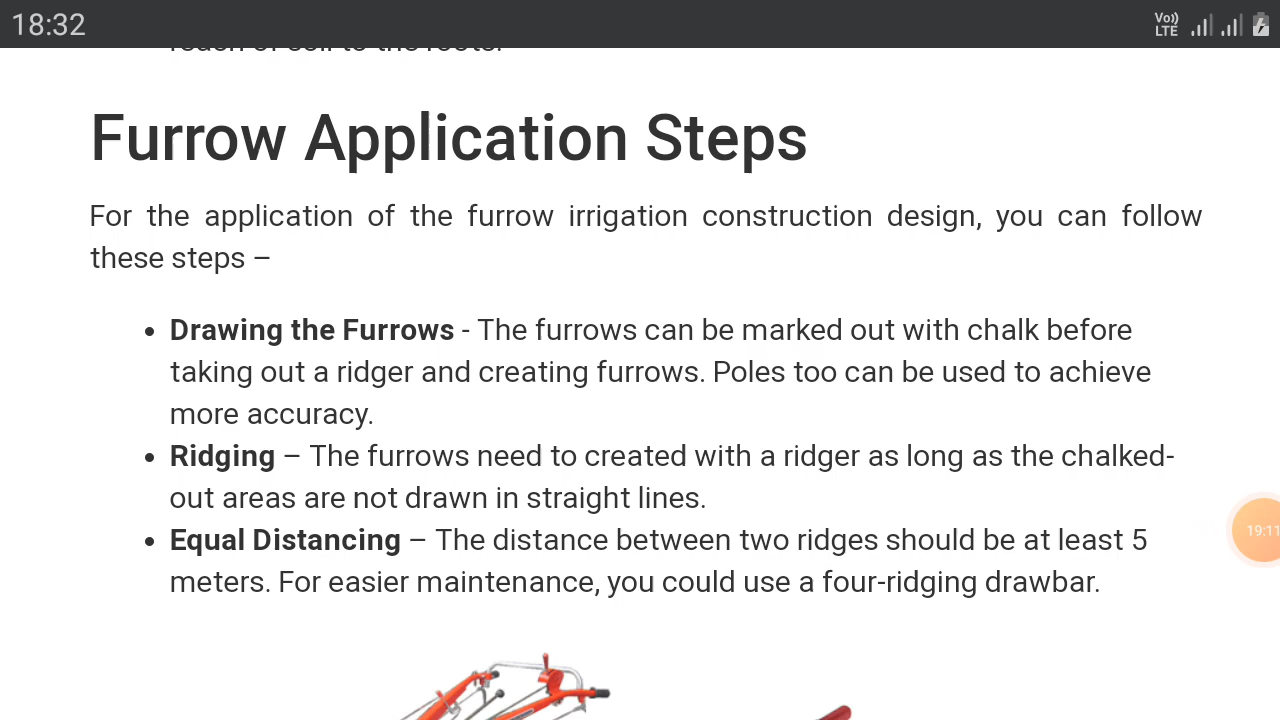 18:32
Vo)) LTE
Furrow Application Steps
For the application of the furrow irrigation construction design, you can follow
these steps –
• Drawing the Furrows - The furrows can be marked out with chalk before
taking out a ridger and creating furrows. Poles too can be used to achieve
more accuracy.
• Ridging – The furrows need to created with a ridger as long as the chalked-
out areas are not drawn in straight lines.
• Equal Distancing – The distance between two ridges should be at least 5
meters. For easier maintenance, you could use a four-ridging drawbar.
19:11